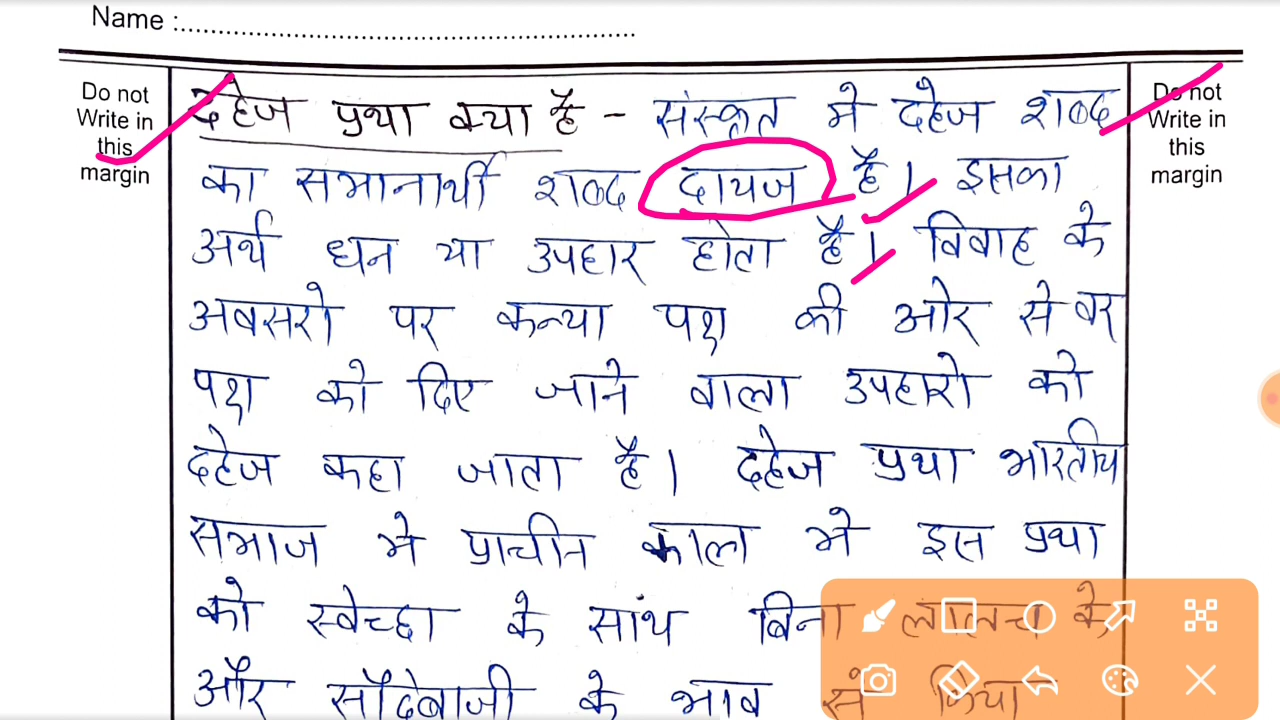 Name :.......................................................
Do not
Write in
this
margin
दहेज प्रथा क्या है - संस्कृत मे दहेज शब्द
का समानार्थी शब्द दायज है। इसका
अर्थ धन या उपहार होता है। विवाह के
अबसरो पर कन्या पक्ष की ओर से वर
पक्ष को दिए जाने वाला उपहारो को
दहेज कहा जाता है। दहेज प्रथा भारतीय
समाज मे प्राचीन काल मे इस प्रथा
को स्वेच्छा के सांथ बिना लालच के
और सौदेबाजी के भाव से किया
Do not
Write in
this
margin